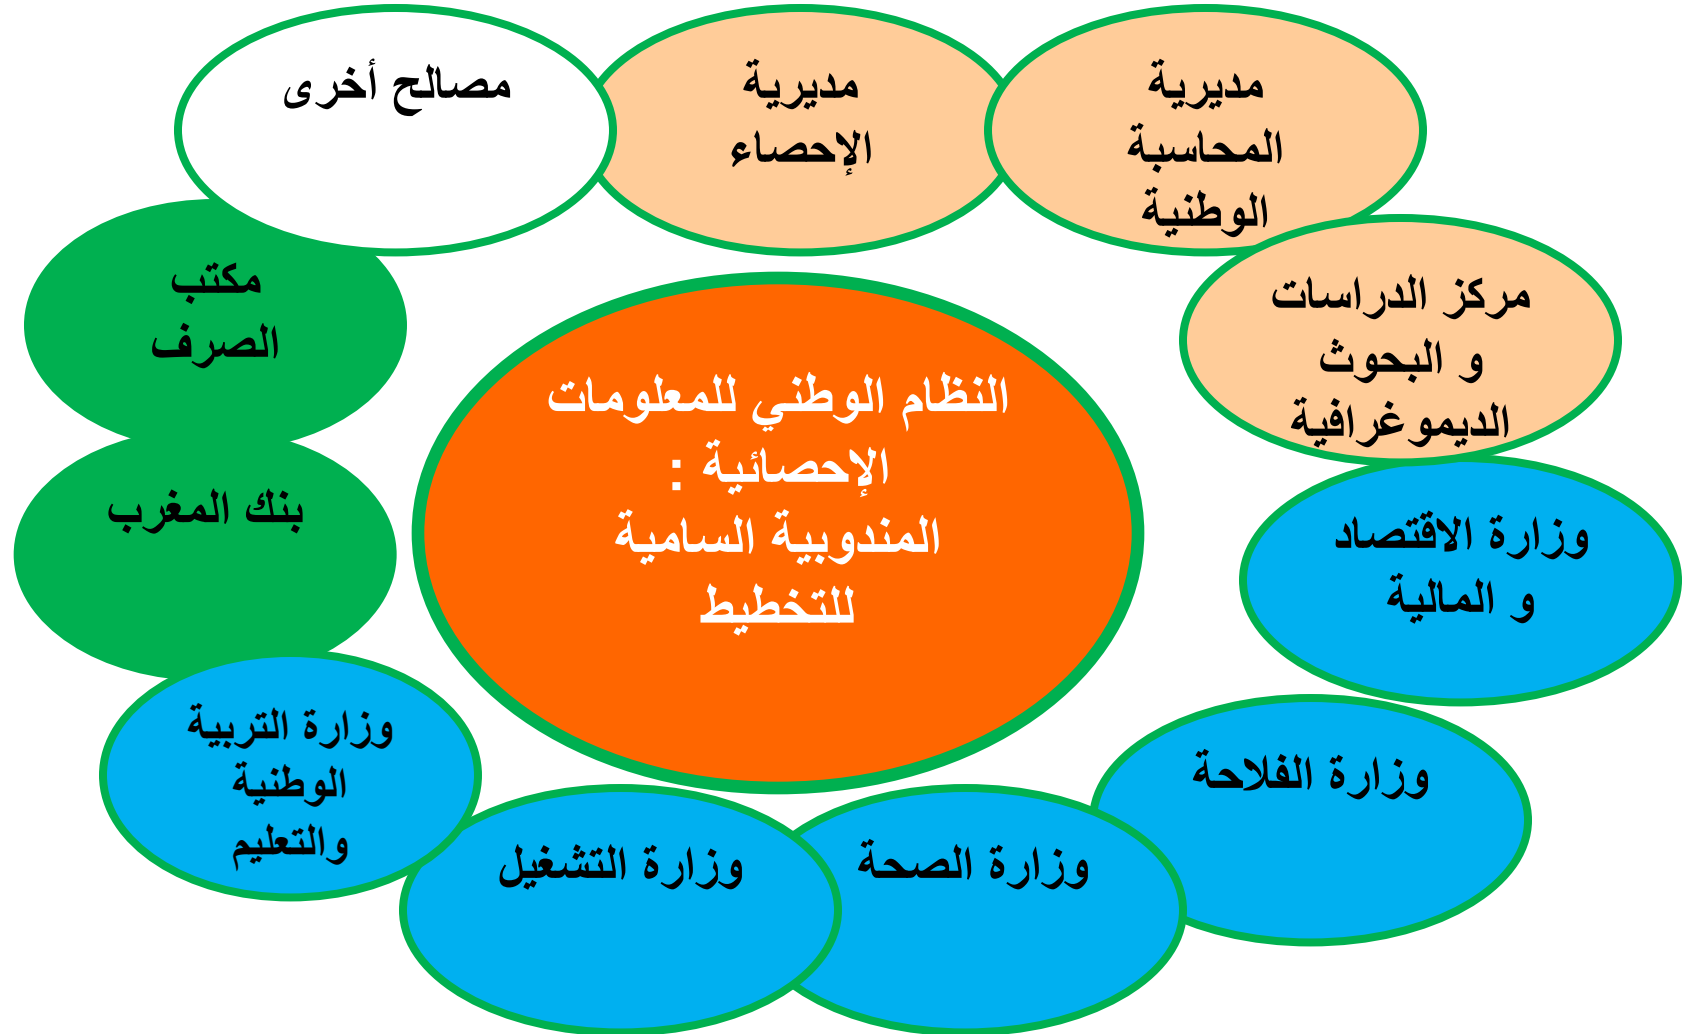 مصالح أخرى
مديرية
الإحصاء
مديرية
المحاسبة
الوطنية
مركز الدراسات
و البحوث
الديموغرافية
وزارة الاقتصاد
و المالية
وزارة الفلاحة
وزارة الصحة
وزارة التشغيل
وزارة التربية
الوطنية
والتعليم
بنك المغرب
مكتب
الصرف
النظام الوطني للمعلومات
الإحصائية :
المندوبية السامية
للتخطيط